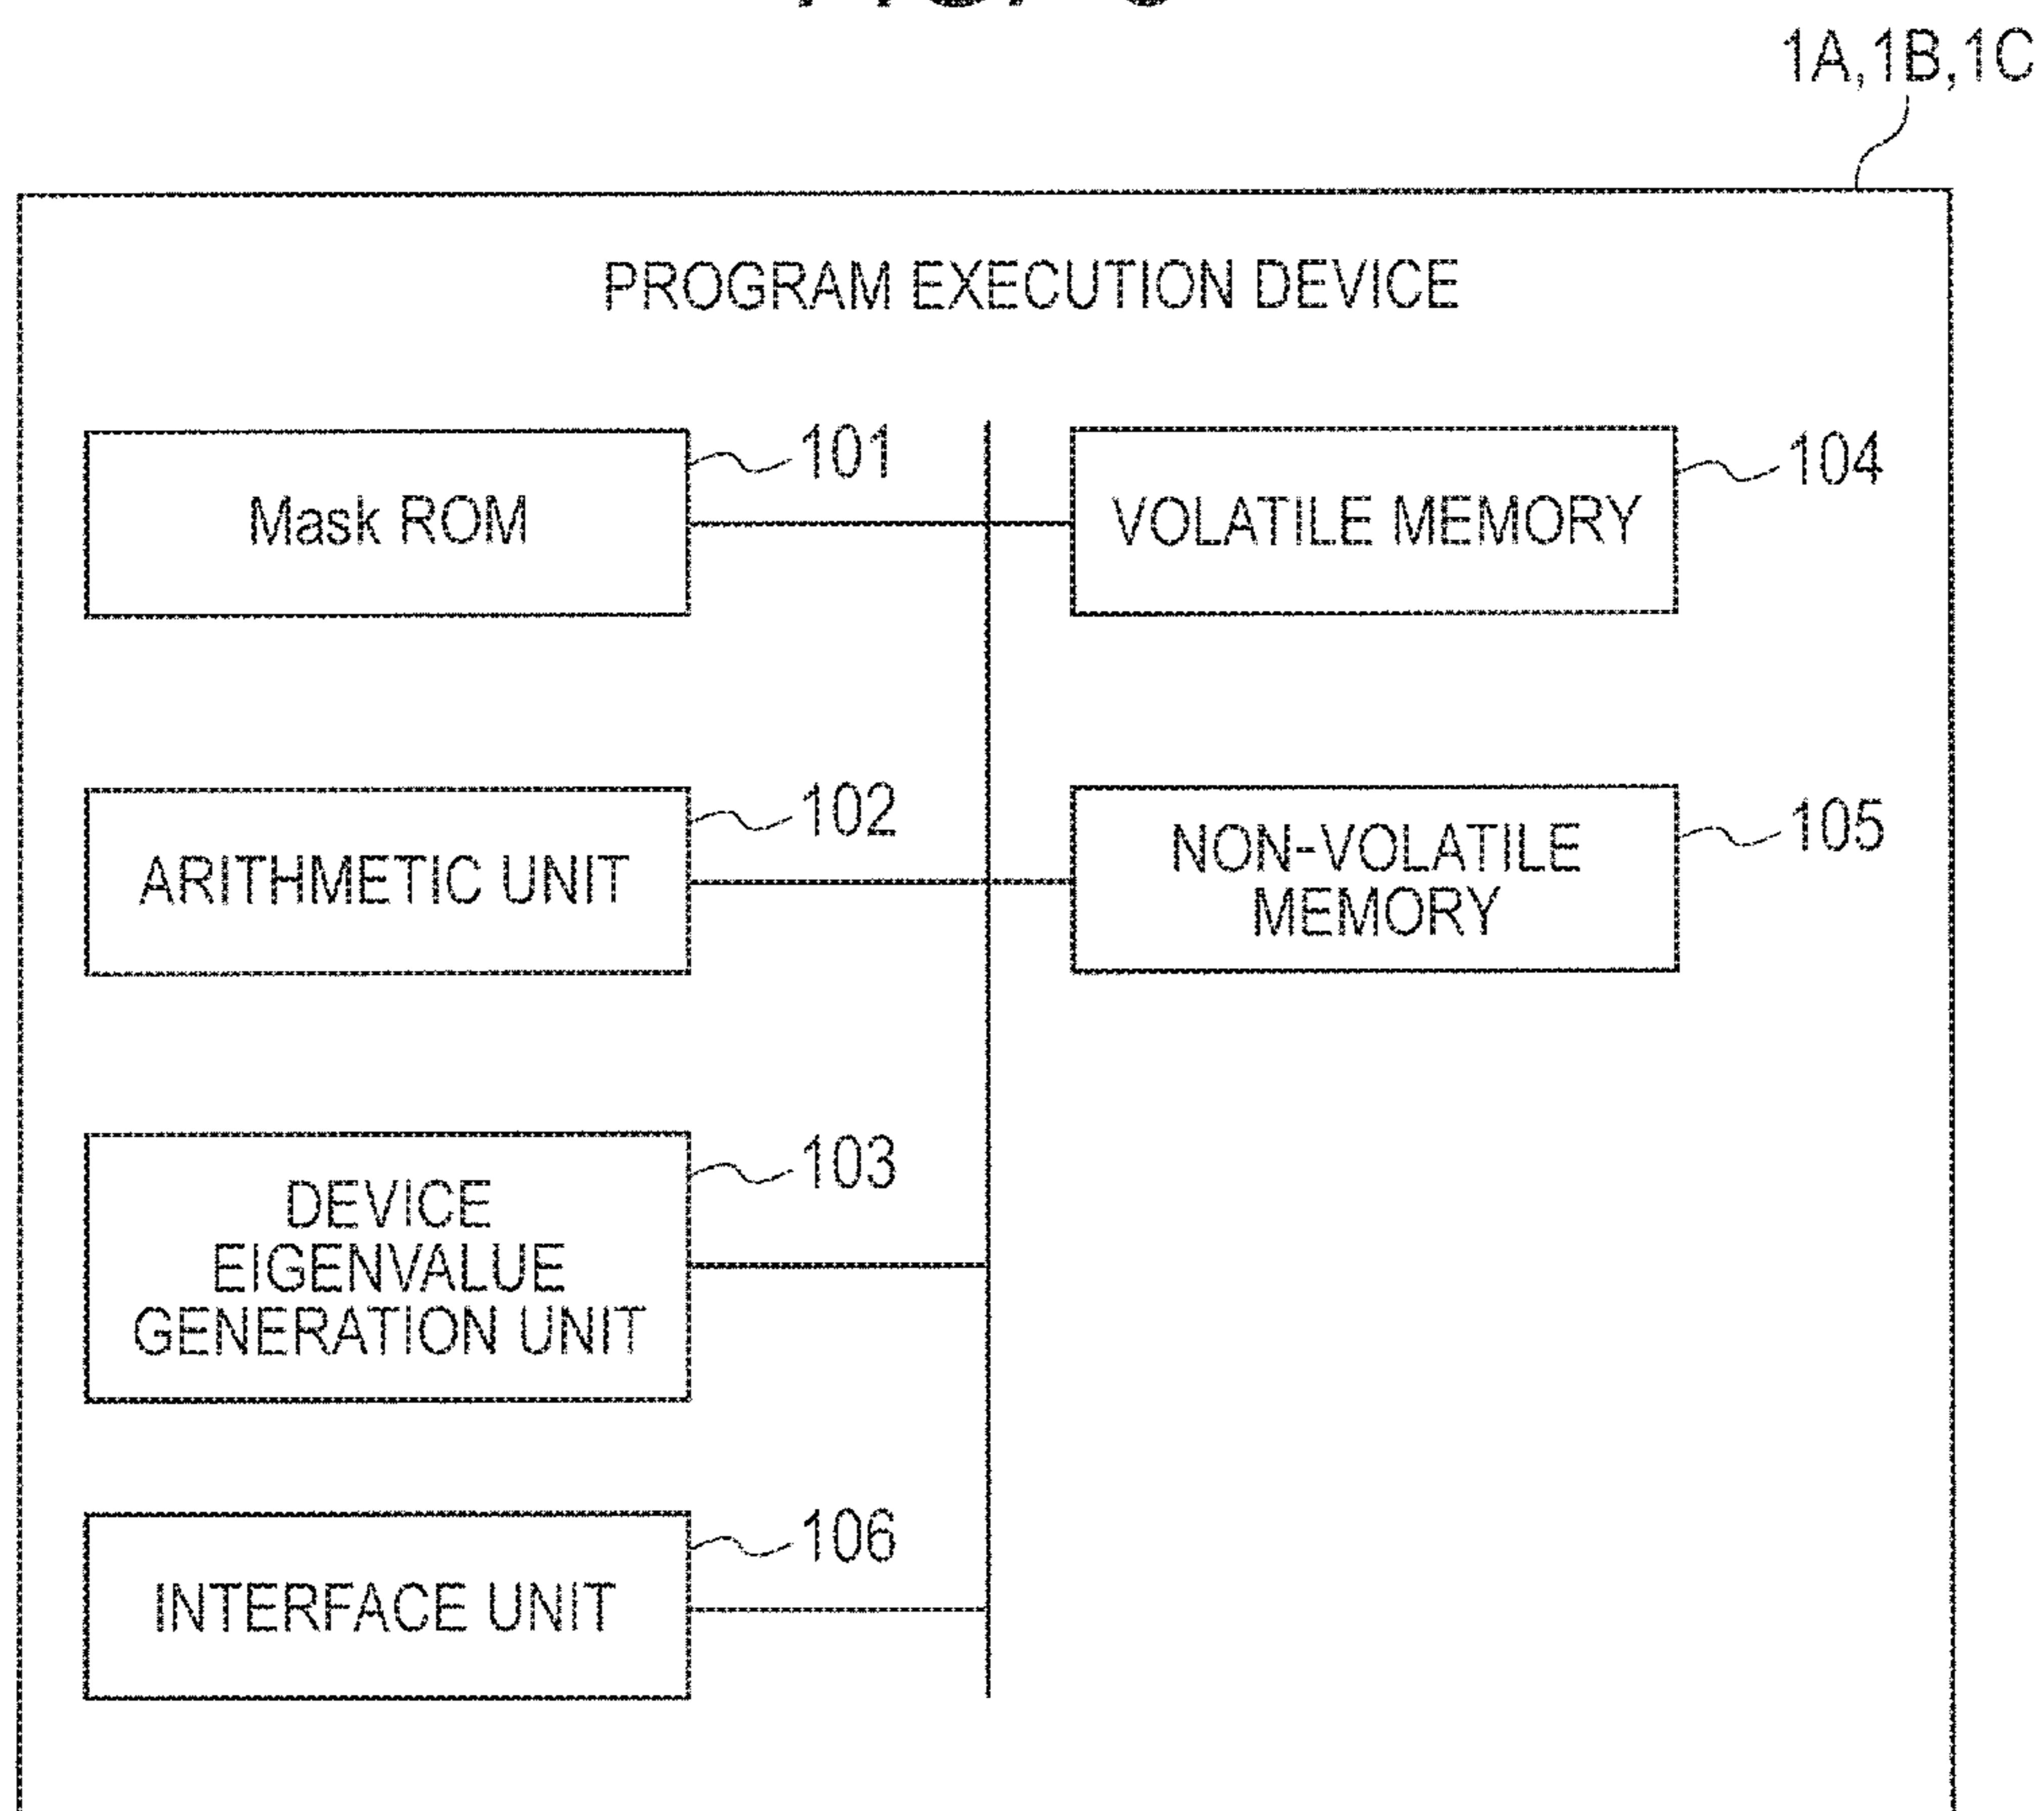 1A,1B,1C
PROGRAM EXECUTION DEVICE
101
Mask ROM
104
VOLATILE MEMORY
102
ARITHMETIC UNIT
105
NON-VOLATILE
MEMORY
103
DEVICE
EIGENVALUE
GENERATION UNIT
106
INTERFACE UNIT